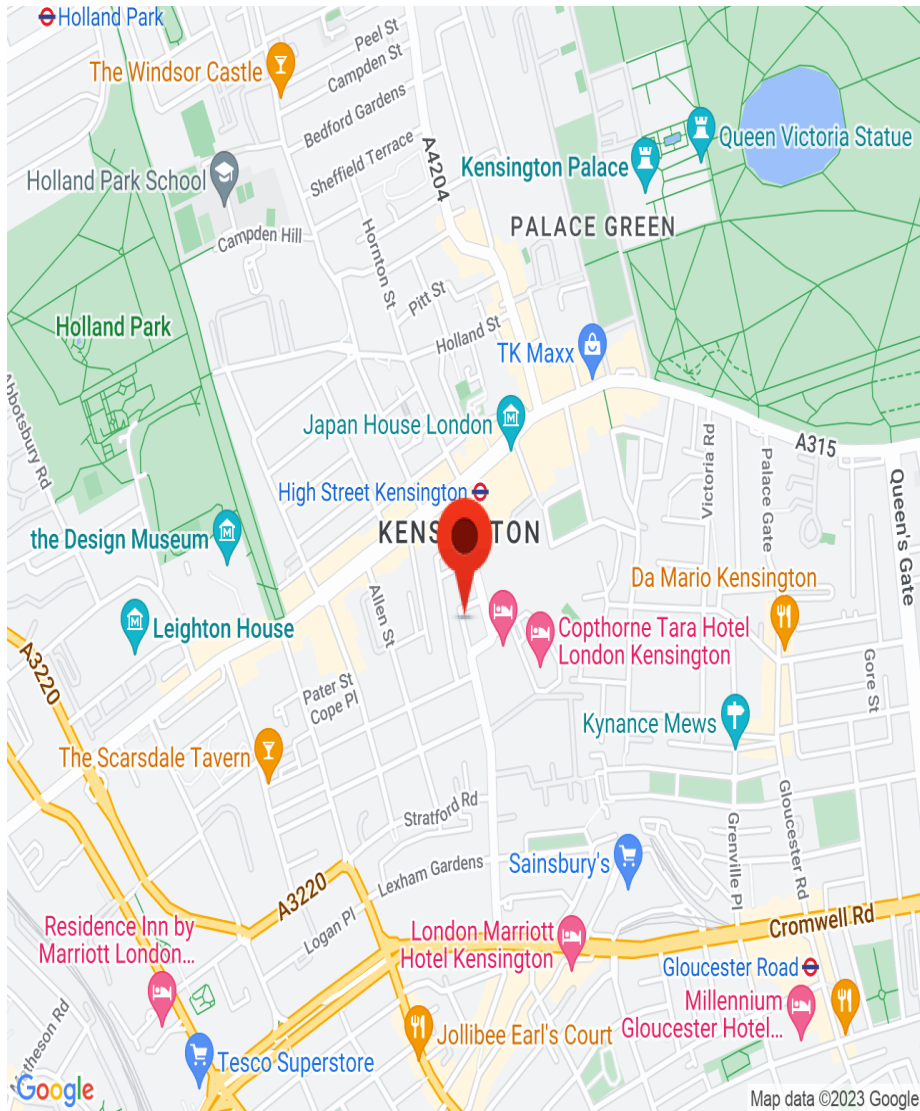 Holland Park
Peel St
Campden St
The Windsor Castle
Bedford Gardens
Sheffield Terrace
A4204
Queen Victoria Statue
Kensington Palace
Holland Park School
PALACE GREEN
Campden Hill
Hornton St
Pitt St
Holland St
Holland Park
TK Maxx
Abbotsbury Rd
Japan House London
Victoria Rd
A315
Palace Gate
Queen's Gate
High Street Kensington
the Design Museum
Da Mario Kensington
Allen St
Leighton House
Copthorne Tara Hotel
London Kensington
A3220
Gore St
Pater St
Cope Pl
Kynance Mews
The Scarsdale Tavern
Stratford Rd
Gloucester Rd
Grenville Pl
Lexham Gardens
Sainsbury's
A3220
Logan Pl
Cromwell Rd
Residence Inn by
Marriott London...
London Marriott
Hotel Kensington
Gloucester Road
Millennium
Gloucester Hotel...
Jollibee Earl's Court
Tesco Superstore
Google
Map data ©2023 Google